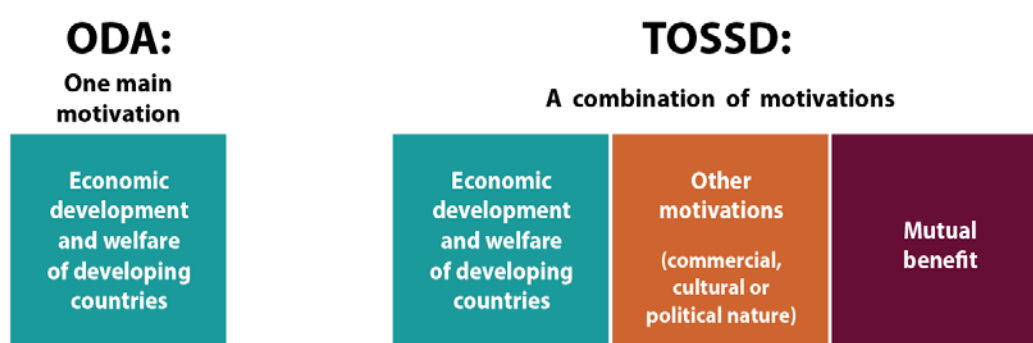 ODA:
One main
motivation
Economic
development
and welfare
of developing
countries
TOSSD:
A combination of motivations
Economic
development
and welfare
of developing
countries
Other
motivations
(commercial,
cultural or
political nature)
Mutual
benefit